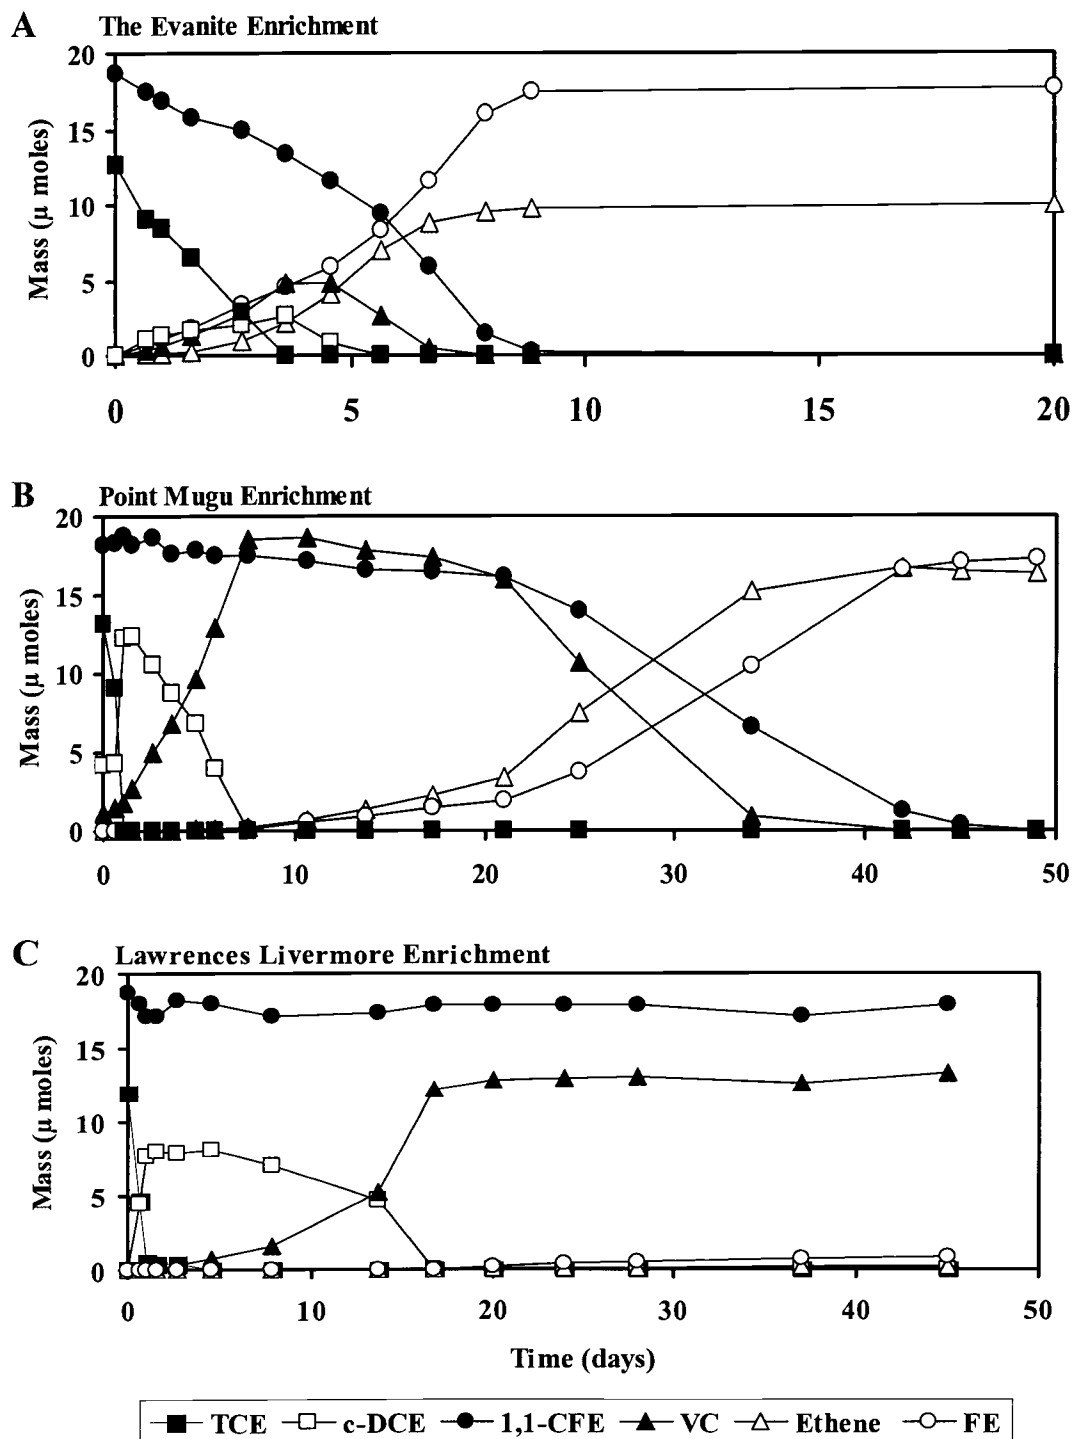 A The Evanite Enrichment
20
15
10
5
0
Mass (μ moles)
0 5 10 15 20
B Point Mugu Enrichment
20
15
10
5
0
Mass (μ moles)
0 10 20 30 40 50
C Lawrences Livermore Enrichment
20
15
10
5
0
Mass (μ moles)
0 10 20 30 40 50
Time (days)
TCE c-DCE 1,1-CFE VC Ethene FE